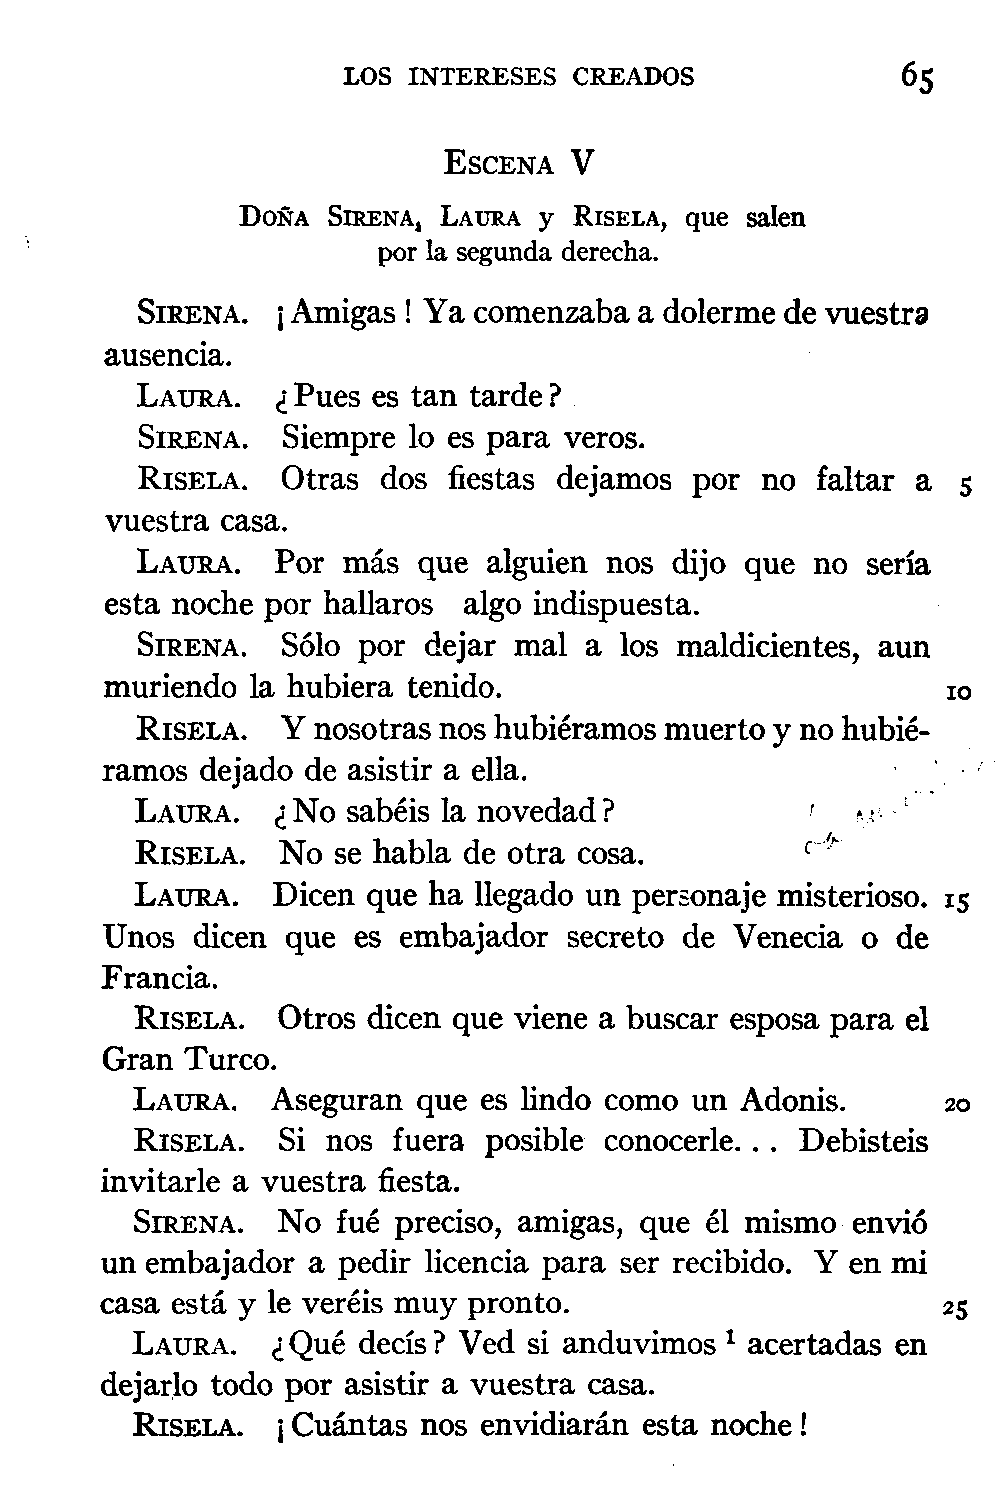 LOS INTERESES CREADOS 65
ESCENA V
DOÑA SIRENA, LAURA y RISELA, que salen
por la segunda derecha.
SIRENA. ¡Amigas! Ya comenzaba a dolerme de vuestra
ausencia.
LAURA. ¿Pues es tan tarde?
SIRENA. Siempre lo es para veros.
RISELA. Otras dos fiestas dejamos por no faltar a 5
vuestra casa.
LAURA. Por más que alguien nos dijo que no sería
esta noche por hallaros algo indispuesta.
SIRENA. Sólo por dejar mal a los maldicientes, aun
muriendo la hubiera tenido. 10
RISELA. Y nosotras nos hubiéramos muerto y no hubié-
ramos dejado de asistir a ella.
LAURA. ¿No sabéis la novedad?
RISELA. No se habla de otra cosa.
LAURA. Dicen que ha llegado un personaje misterioso. 15
Unos dicen que es embajador secreto de Venecia o de
Francia.
RISELA. Otros dicen que viene a buscar esposa para el
Gran Turco.
LAURA. Aseguran que es lindo como un Adonis. 20
RISELA. Si nos fuera posible conocerle... Debisteis
invitarle a vuestra fiesta.
SIRENA. No fué preciso, amigas, que él mismo envió
un embajador a pedir licencia para ser recibido. Y en mi
casa está y le veréis muy pronto. 25
LAURA. ¿Qué decís? Ved si anduvimos ¹ acertadas en
dejarlo todo por asistir a vuestra casa.
RISELA. ¡Cuántas nos envidiarán esta noche!